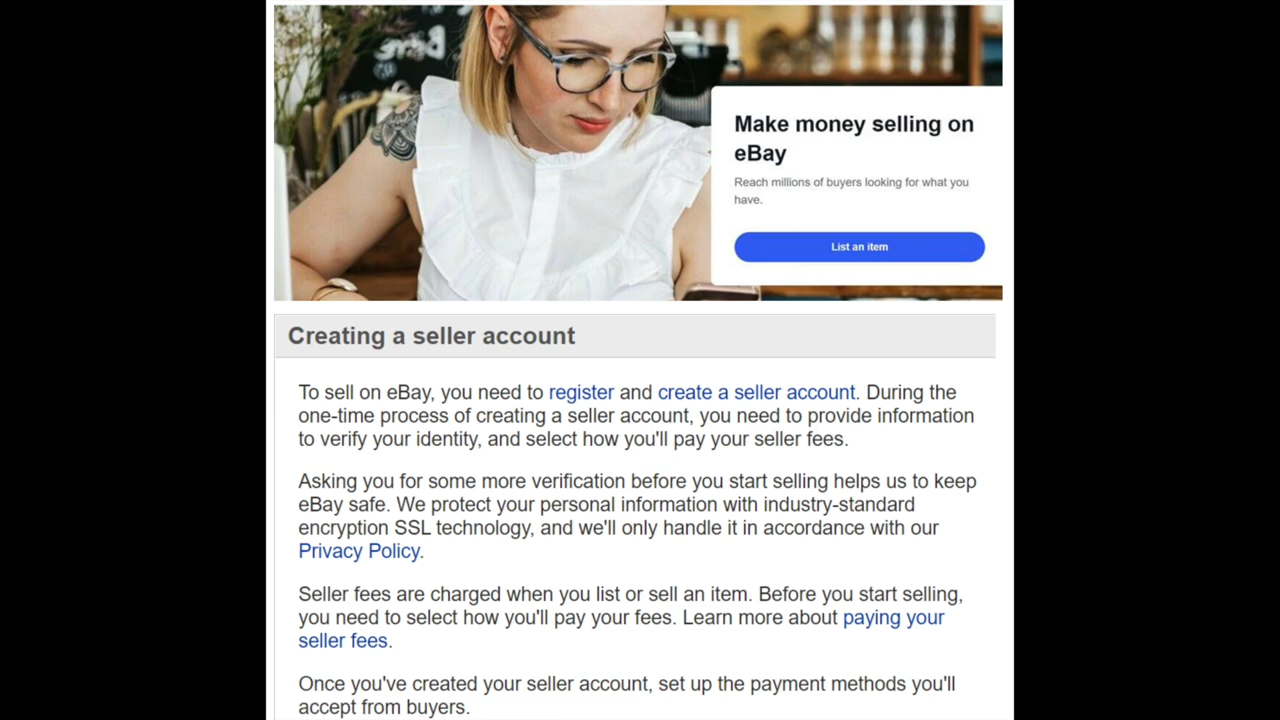 Make money selling on
eBay
Reach millions of buyers looking for what you
have.
List an item
Creating a seller account
To sell on eBay, you need to register and create a seller account. During the
one-time process of creating a seller account, you need to provide information
to verify your identity, and select how you'll pay your seller fees.
Asking you for some more verification before you start selling helps us to keep
eBay safe. We protect your personal information with industry-standard
encryption SSL technology, and we'll only handle it in accordance with our
Privacy Policy.
Seller fees are charged when you list or sell an item. Before you start selling,
you need to select how you'll pay your fees. Learn more about paying your
seller fees.
Once you've created your seller account, set up the payment methods you'll
accept from buyers.